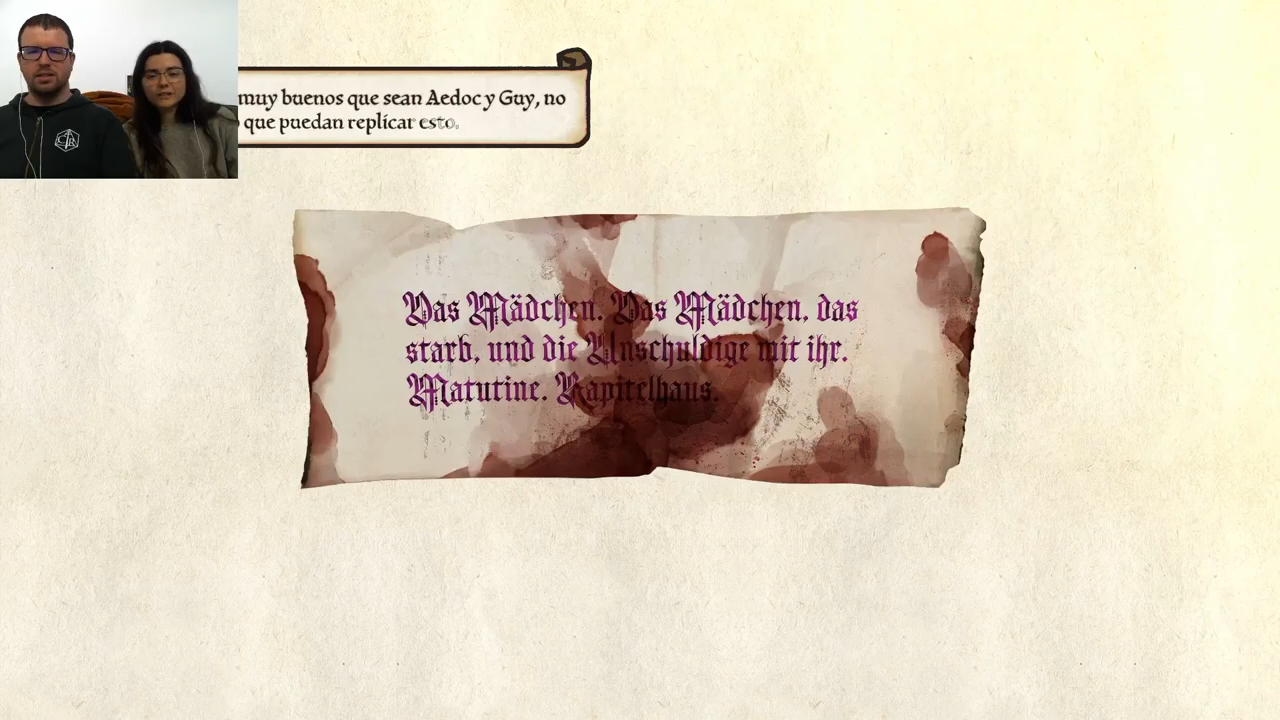 muy buenos que sean Aedoc y Guy, no
que puedan replicar esto.
Das Mädchen. Das Mädchen, das
starb, und die Unschuldige mit ihr.
Matutine. Kapitelhaus.